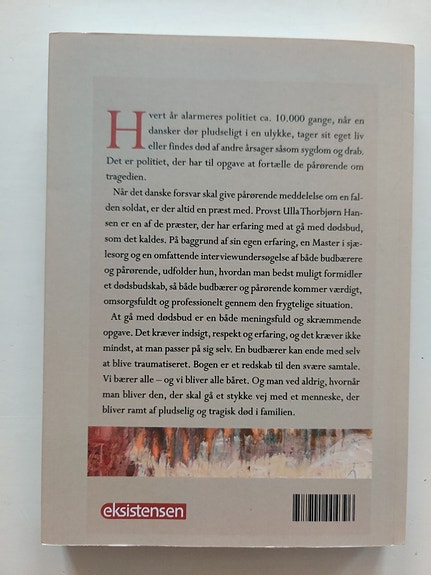 Hvert år alarmeres politiet ca. 10.000 gange, når en
dansker dør pludseligt i en ulykke, tager sit eget liv
eller findes død af andre årsager såsom sygdom og drab.
Det er politiet, der har til opgave at fortælle de pårørende om
tragedien.
Når det danske forsvar skal give pårørende meddelelse om en fal-
den soldat, er der altid en præst med. Provst Ulla Thorbjørn Han-
sen er en af de præster, der har erfaring med at gå med dødsbud,
som det kaldes. På baggrund af sin egen erfaring, en Master i sjæ-
lesorg og en omfattende interviewundersøgelse af både budbærere
og pårørende, udfolder hun, hvordan man bedst muligt formidler
et dødsbudskab, så både budbærer og pårørende kommer værdigt,
omsorgsfuldt og professionelt gennem den frygtelige situation.
At gå med dødsbud er en både meningsfuld og skræmmende
opgave. Det kræver indsigt, respekt og erfaring, og det kræver ikke
mindst, at man passer på sig selv. En budbærer kan ende med selv
at blive traumatiseret. Bogen er et redskab til den svære samtale.
Vi bærer alle – og vi bliver alle båret. Og man ved aldrig, hvornår
man bliver den, der skal gå et stykke vej med et menneske, der
bliver ramt af pludselig og tragisk død i familien.
eksistensen